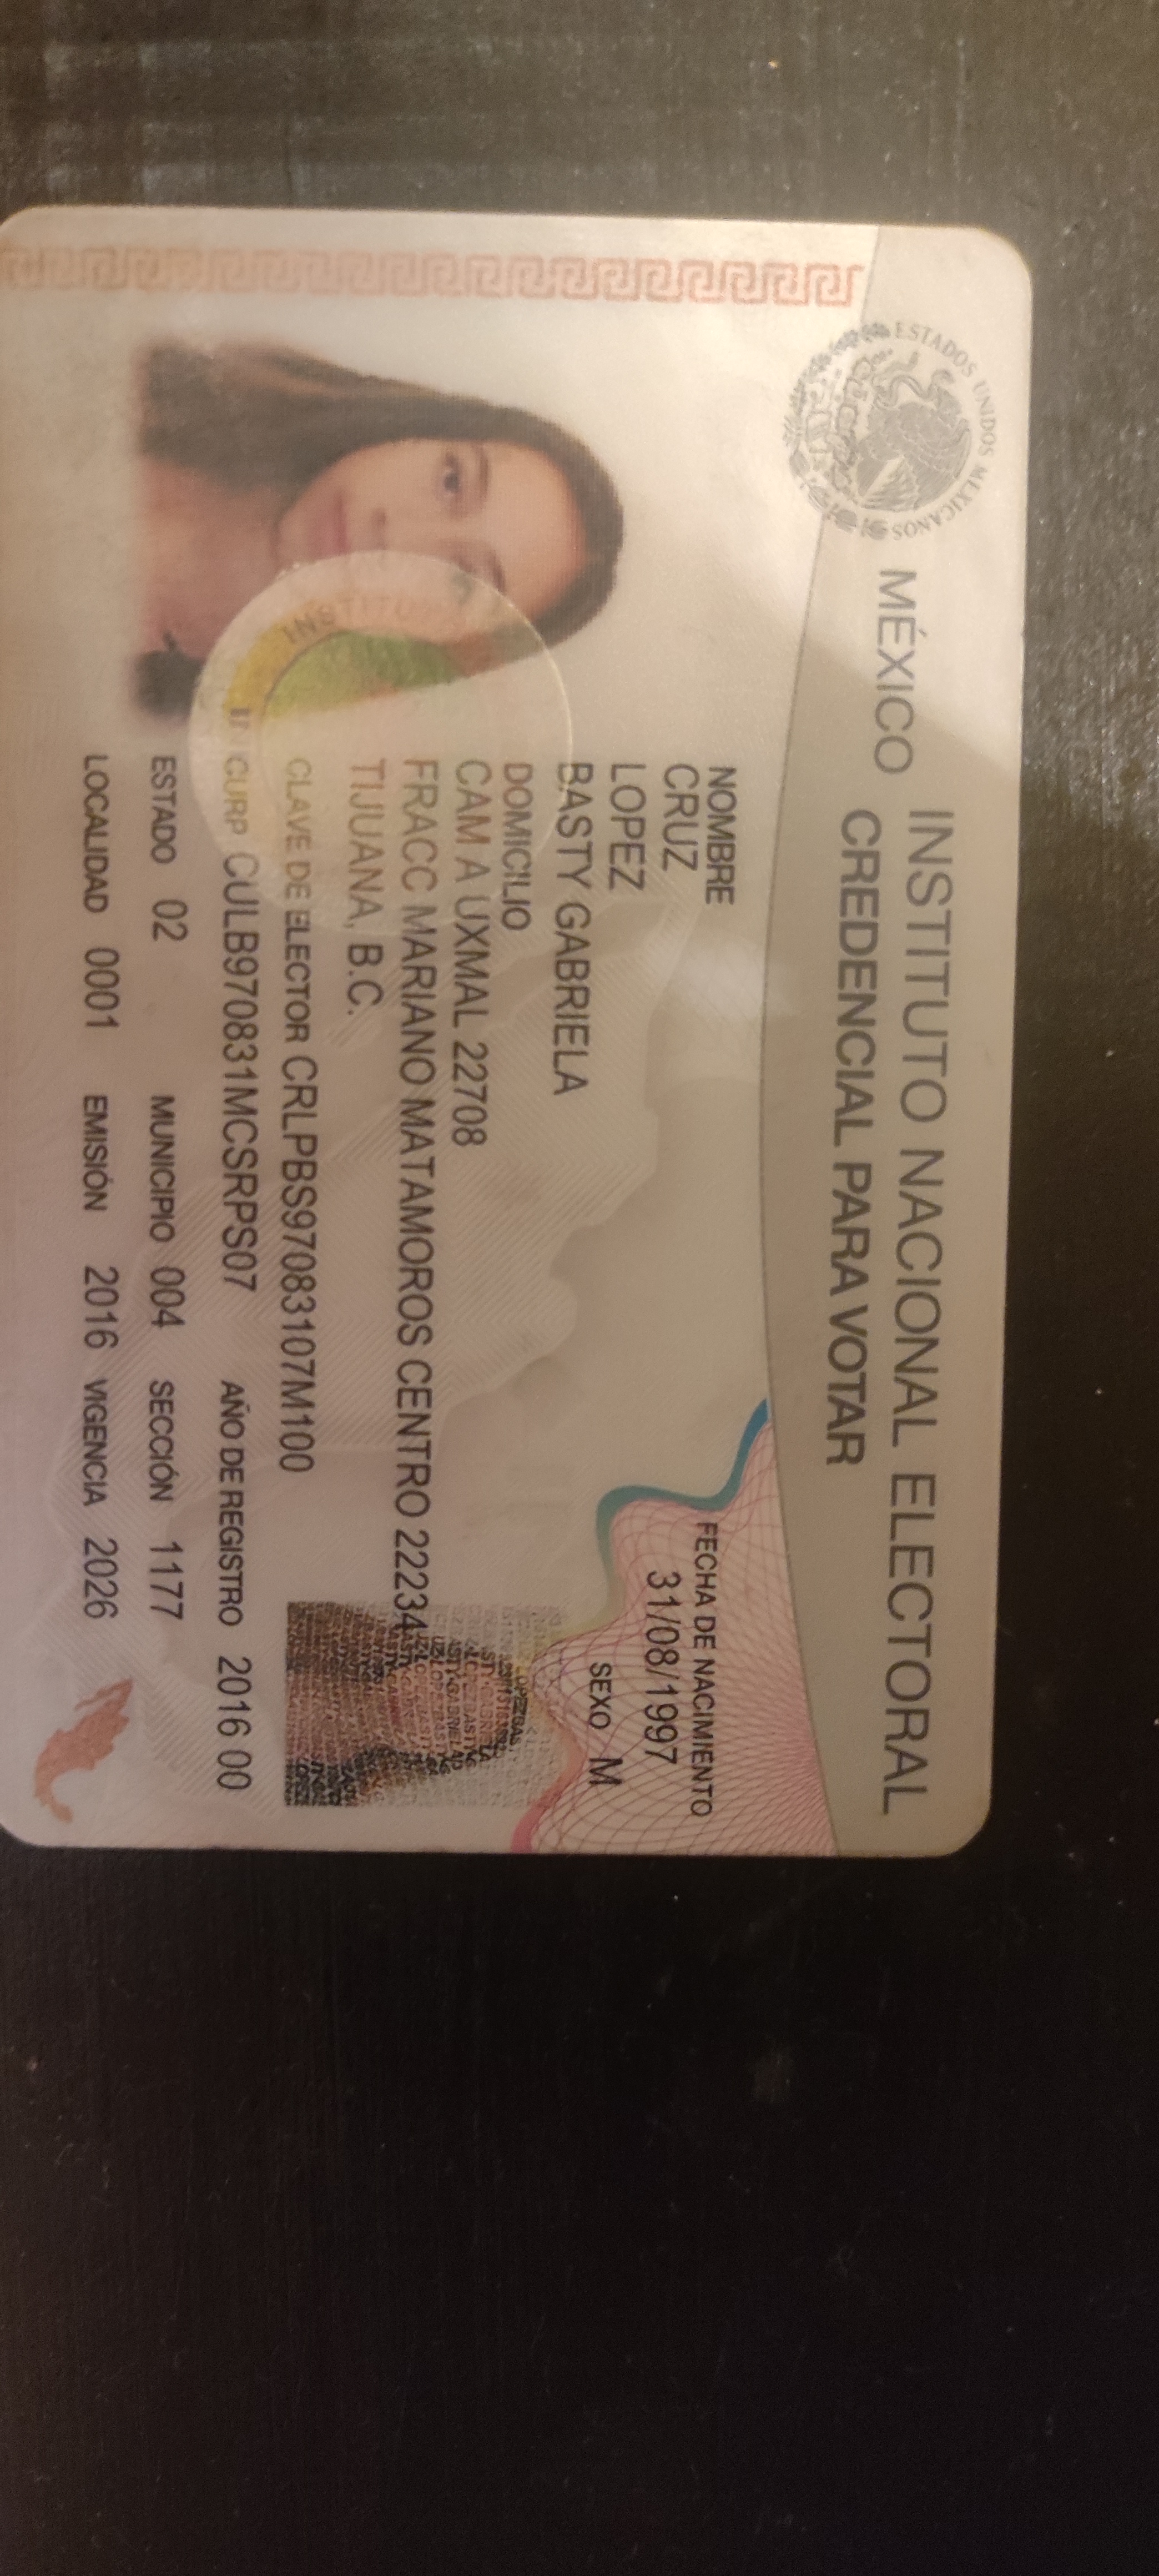 ESTADOS UNIDOS MEXICANOS
MÉXICO INSTITUTO NACIONAL ELECTORAL
CREDENCIAL PARA VOTAR
NOMBRE
CRUZ
LOPEZ
BASTY GABRIELA
FECHA DE NACIMIENTO
31/08/1997
SEXO M
DOMICILIO
CAM A UXMAL 22708
FRACC MARIANO MATAMOROS CENTRO 22234
TIJUANA, B.C.
CLAVE DE ELECTOR CRLPBS97083107M100
CURP CULB970831MCSRPS07 AÑO DE REGISTRO 2016 00
ESTADO 02 MUNICIPIO 004 SECCIÓN 1177
LOCALIDAD 0001 EMISIÓN 2016 VIGENCIA 2026